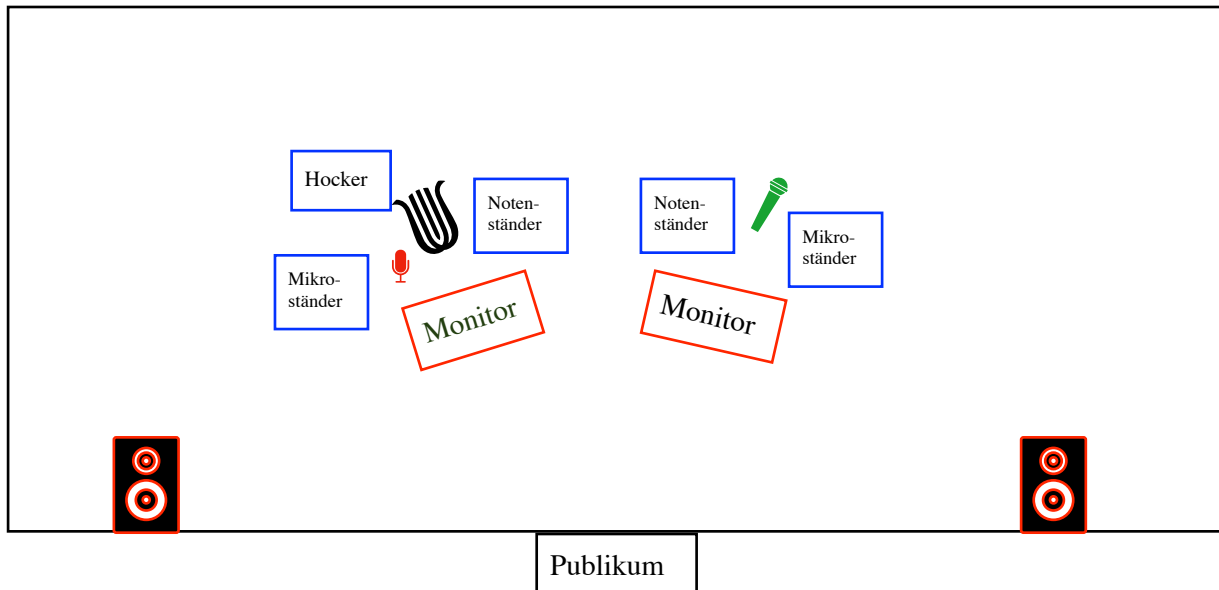 Hocker
Noten-
ständer
Noten-
ständer
Mikro-
ständer
Mikro-
ständer
Monitor
Monitor
Publikum